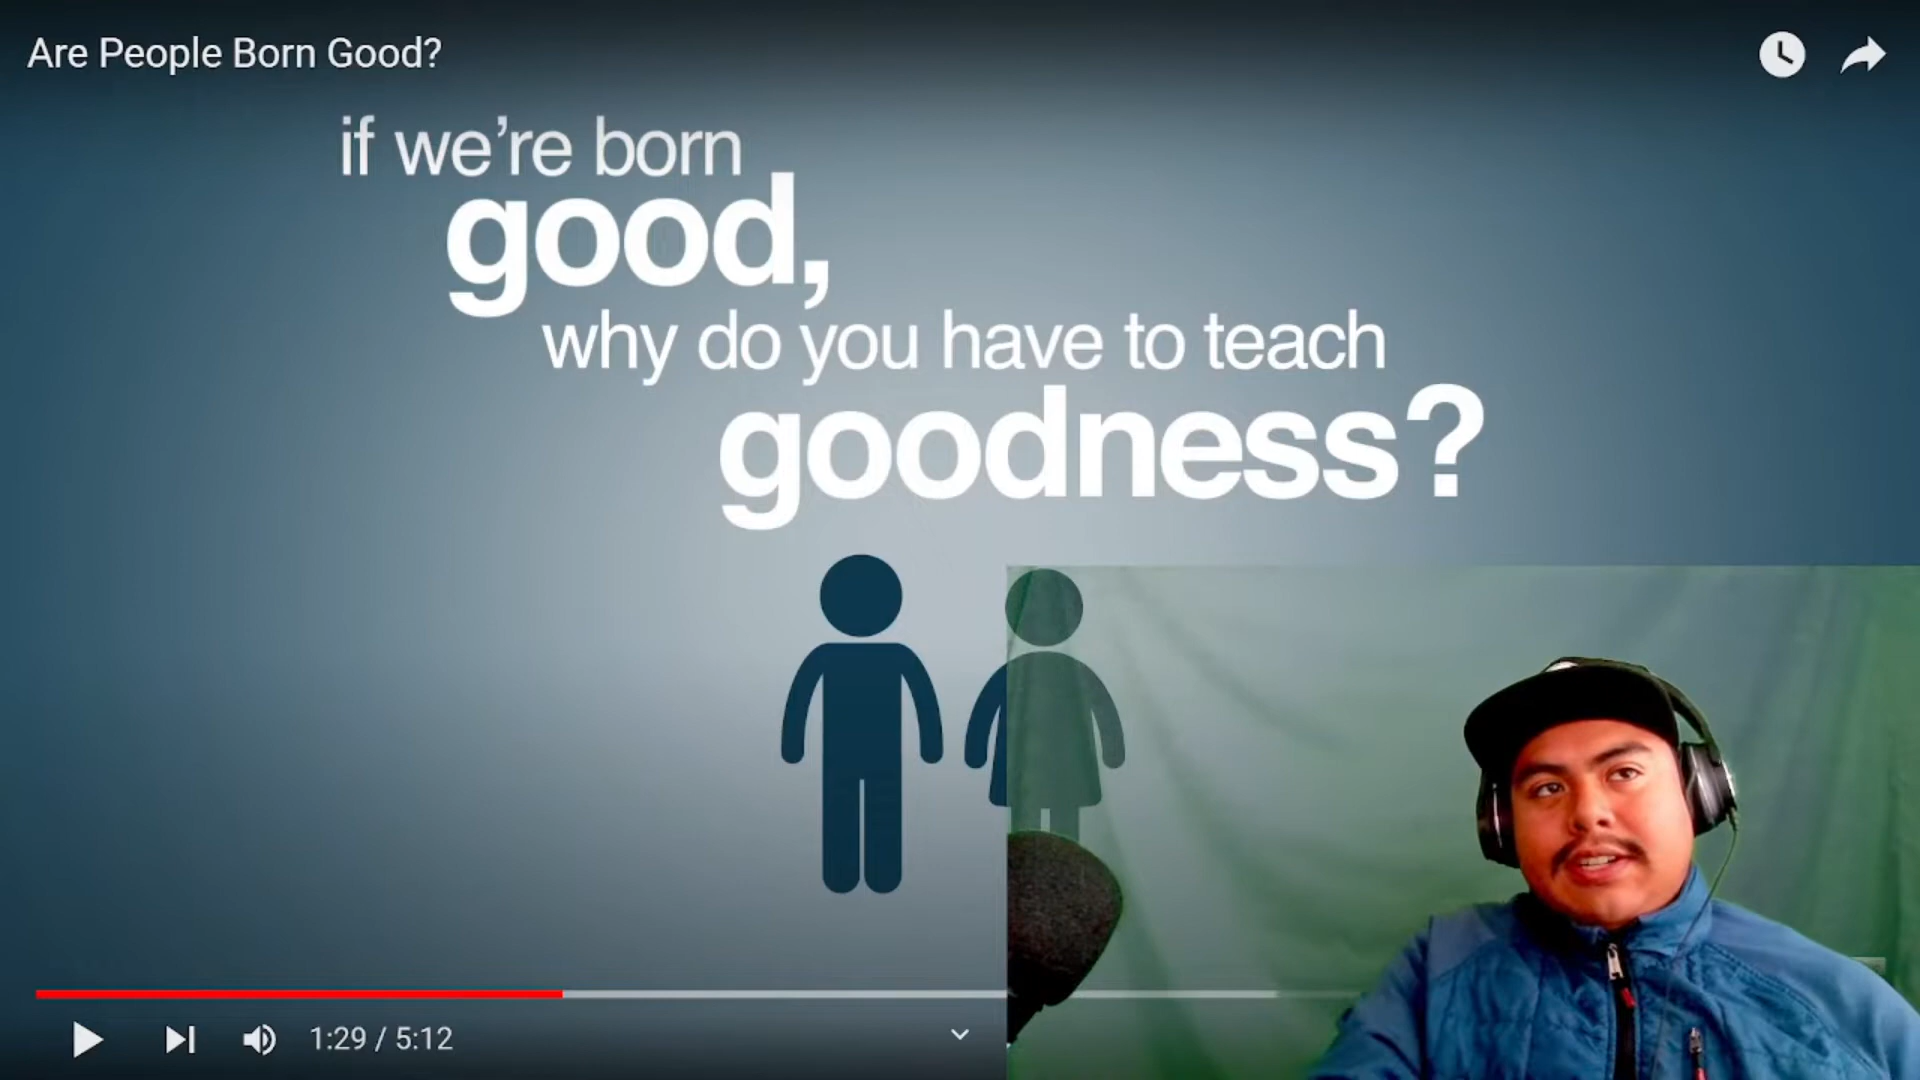 Are People Born Good?
if we're born
good,
why do you have to teach
goodness?
1:29 / 5:12